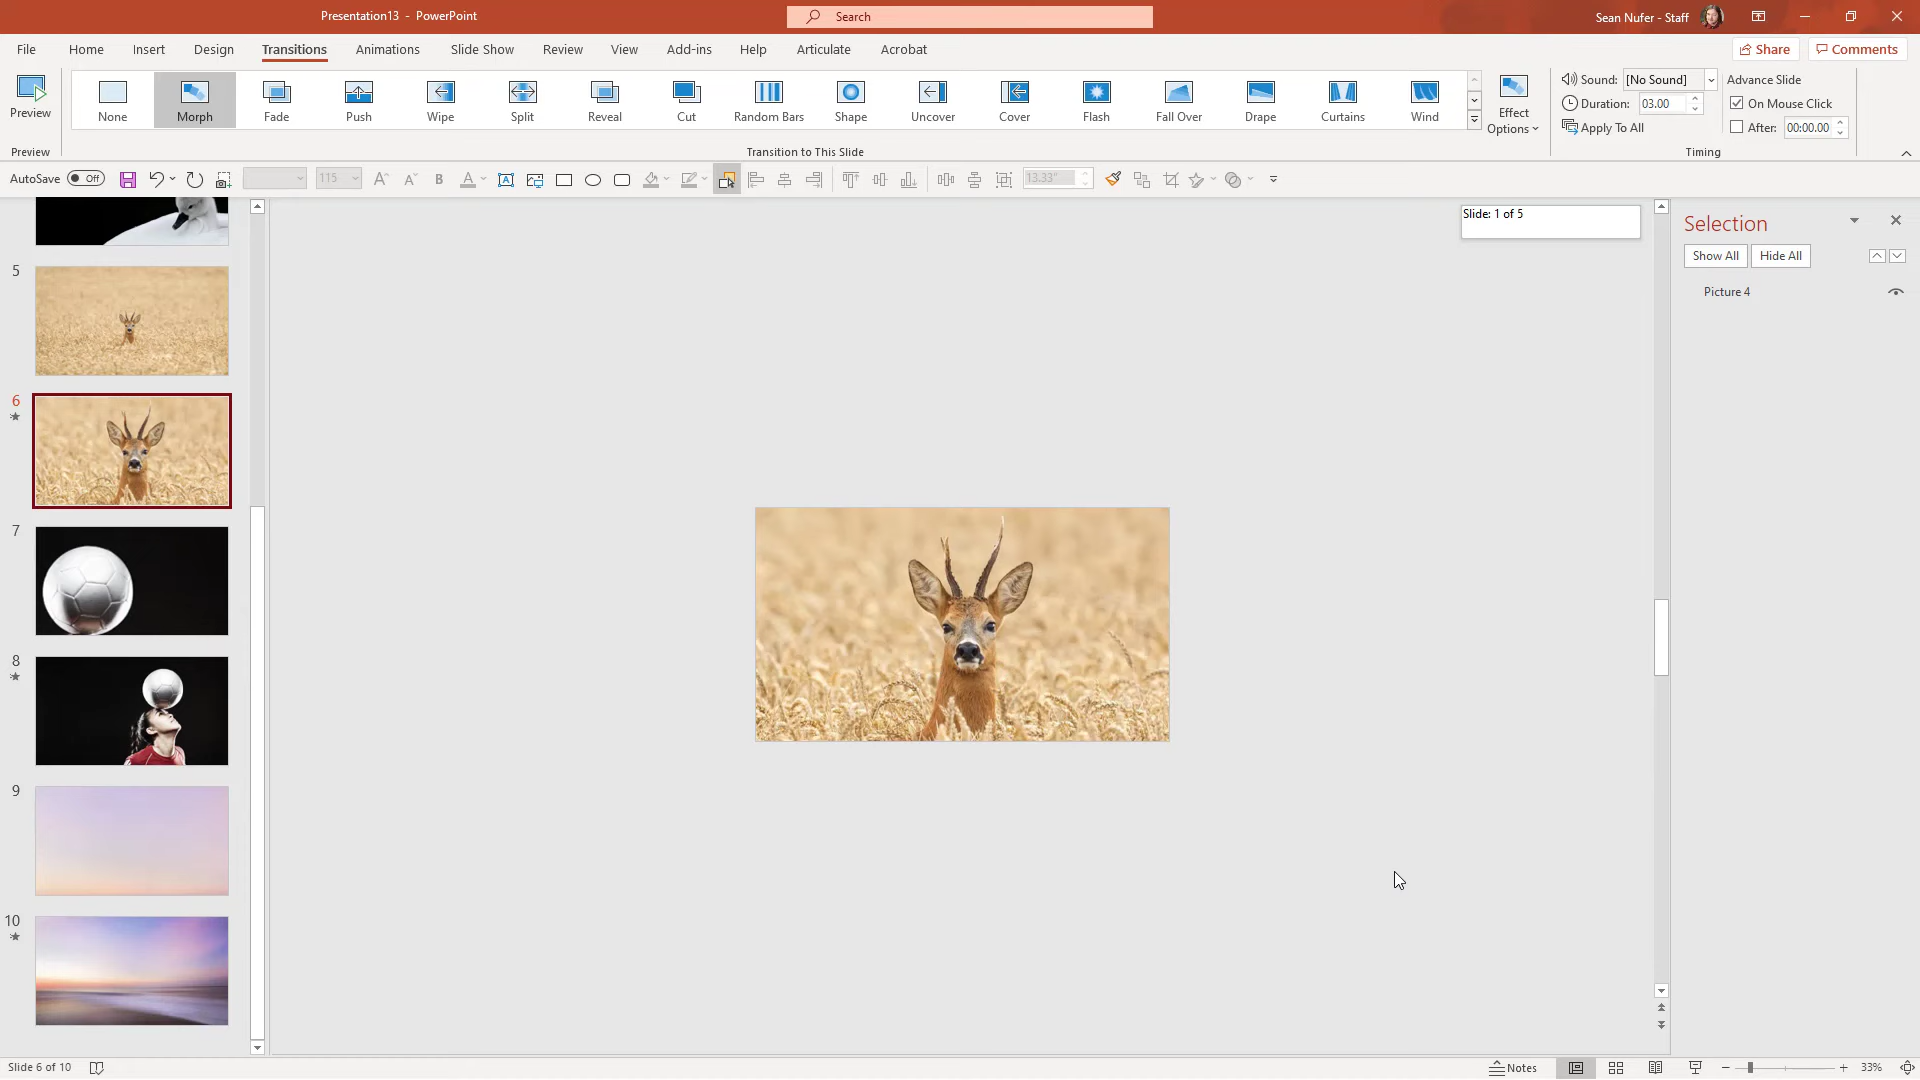 Presentation13 - PowerPoint
Search
Sean Nufer - Staff
File Home Insert Design Transitions Animations Slide Show Review View Add-ins Help Articulate Acrobat
Share Comments
Preview
None Morph Fade Push Wipe Split Reveal Cut Random Bars Shape Uncover Cover Flash Fall Over Drape Curtains Wind
Effect
Options
Sound: [No Sound]
Duration: 03.00
Apply To All
Advance Slide
On Mouse Click
After: 00:00.00
Preview
Transition to This Slide
Timing
AutoSave Off
115
A A B A
A
13.33"
Slide: 1 of 5
Selection
Show All Hide All
Picture 4
5
6
7
8
9
10
Slide 6 of 10
Notes
33%